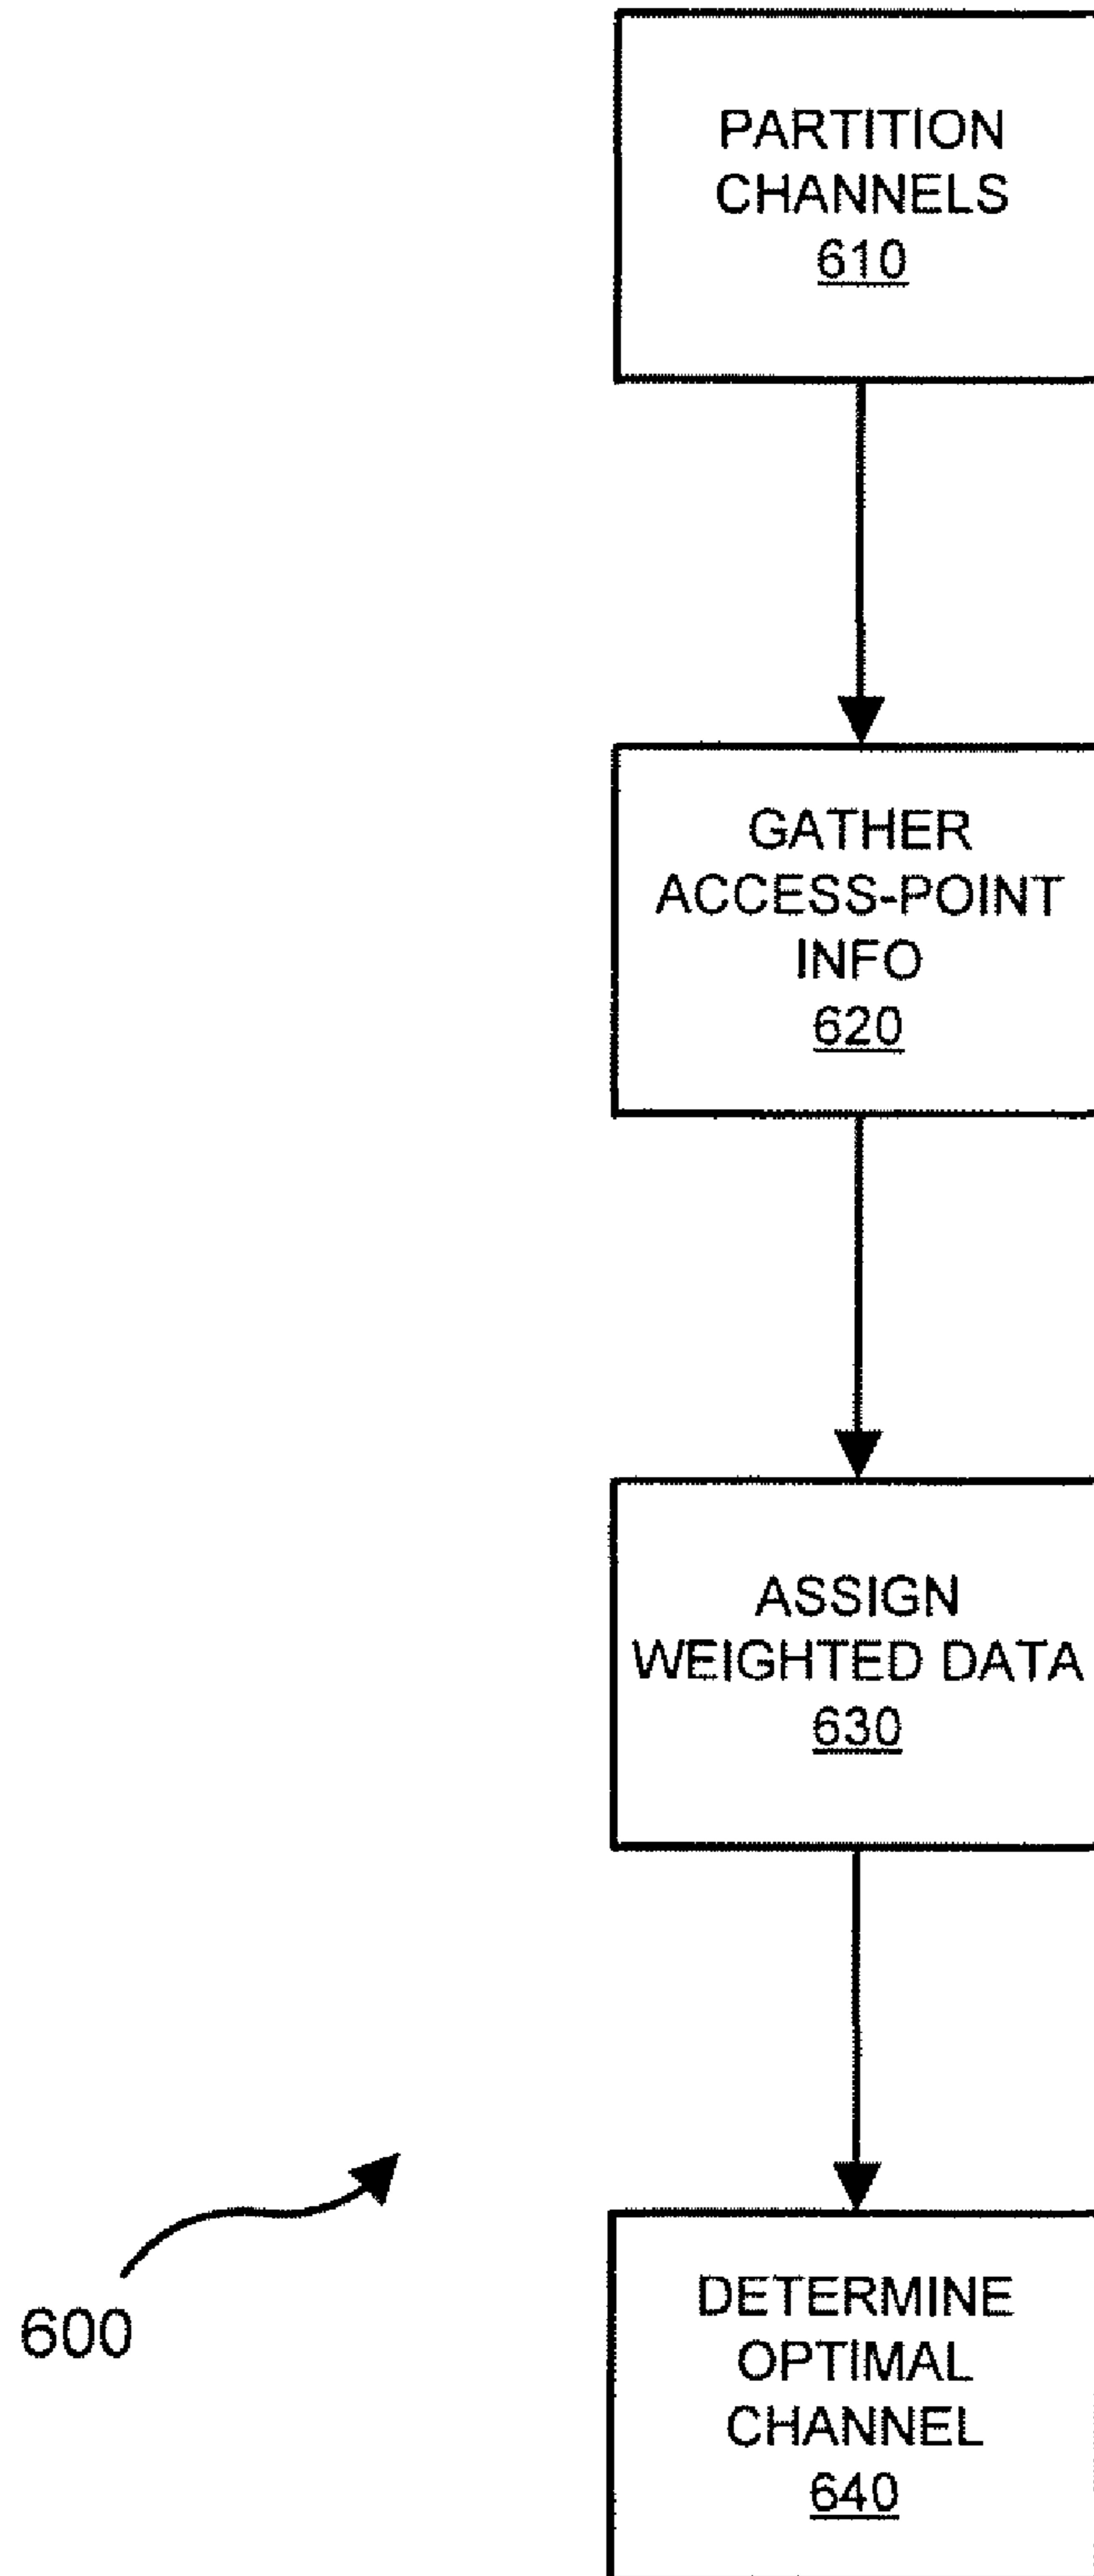 PARTITION
CHANNELS
610
GATHER
ACCESS-POINT
INFO
620
ASSIGN
WEIGHTED DATA
630
600
DETERMINE
OPTIMAL
CHANNEL
640